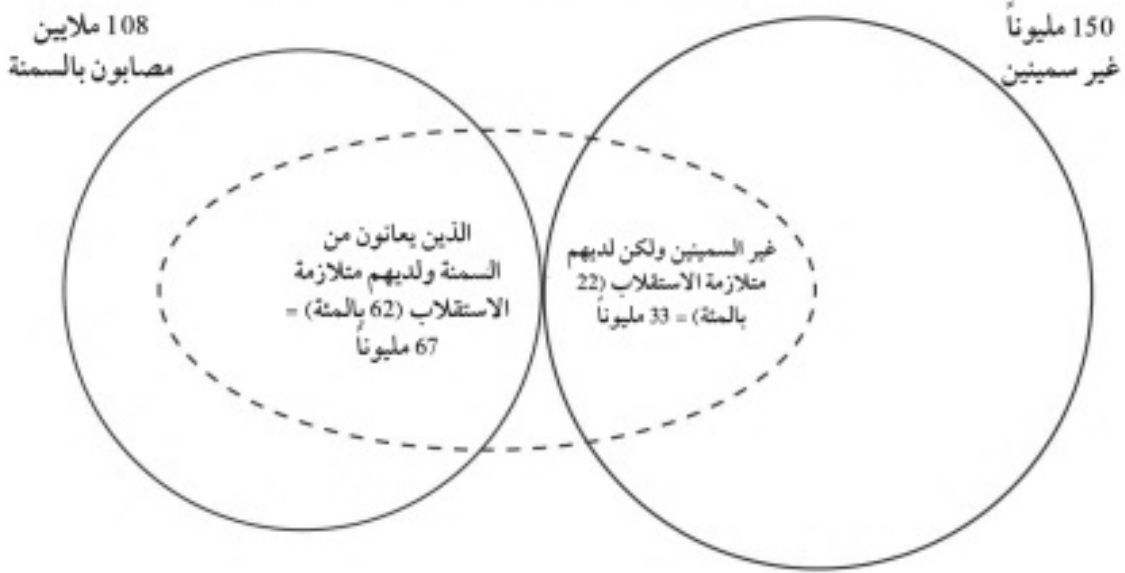 150 مليوناً
غير سمينين
108 ملايين
مصابون بالسمنة
غير السمينين ولكن لديهم
متلازمة الاستقلاب (22
بالمئة) = 33 مليوناً
الذين يعانون من
السمنة ولديهم متلازمة
الاستقلاب (62 بالمئة) =
67 مليوناً